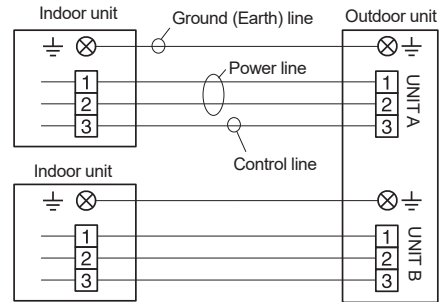 Indoor unit
Ground (Earth) line
Outdoor unit
Power line
1
2
3
1
2
3
UNIT A
Control line
Indoor unit
1
2
3
1
2
3
UNIT B